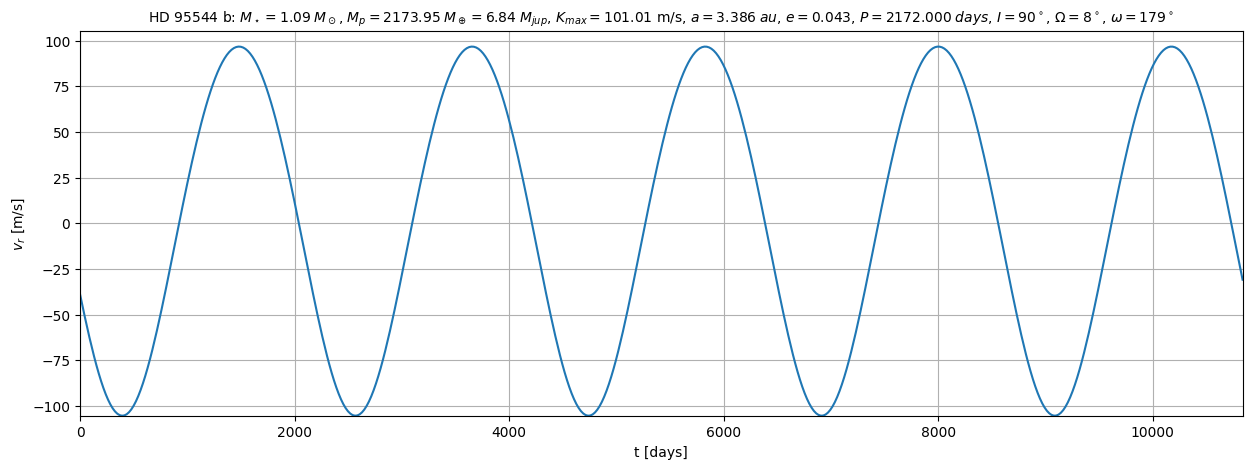 HD 95544 b: M⋆ = 1.09 M⊙, Mp = 2173.95 M⊕ = 6.84 Mjup, Kmax = 101.01 m/s, a = 3.386 au, e = 0.043, P = 2172.000 days, I = 90°, Ω = 8°, ω = 179°
100
75
50
25
0
−25
−50
−75
−100
vr [m/s]
0 2000 4000 6000 8000 10000
t [days]